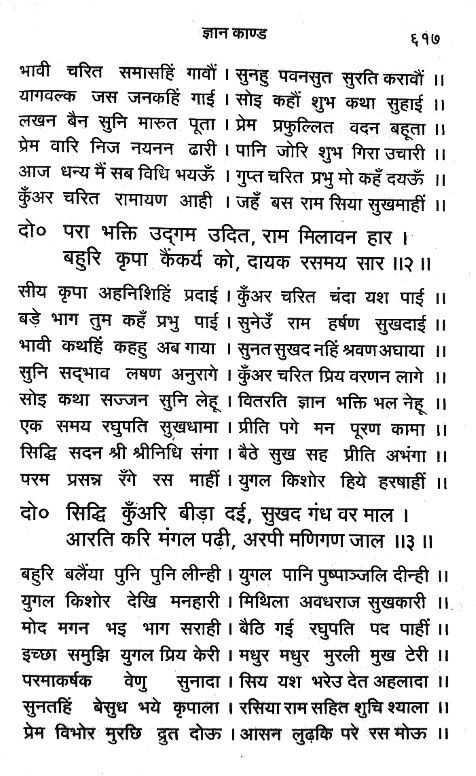 ज्ञान काण्ड
६१७
भावी चरित समासहिं गावौं । सुनहु पवनसुत सुरति करावौं ।।
यागवल्क जस जनकहिं गाई । सोइ कहौं शुभ कथा सुहाई ।।
लखन बैन सुनि मारुत पूता । प्रेम प्रफुल्लित वदन बहूता ।।
प्रेम वारि निज नयनन ढारी । पानि जोरि शुभ गिरा उचारी ।।
आज धन्य मैं सब विधि भयऊँ । गुप्त चरित प्रभु मो कहँ दयऊँ ।।
कुँअर चरित रामायण आही । जहँ बस राम सिया सुखमाहीं ।।
दो० परा भक्ति उद्‌गम उदित, राम मिलावन हार ।
बहुरि कृपा कैंकर्य को, दायक रसमय सार ।।२।।
सीय कृपा अहनिशिहिं प्रदाई । कुँअर चरित चंदा यश पाई ।।
बड़े भाग तुम कहँ प्रभु पाई । सुनेउँ राम हर्षण सुखदाई ।।
भावी कथहिं कहहु अब गाया । सुनत सुखद नहिं श्रवण अघाया ।।
सुनि सद्‌भाव लषण अनुरागे । कुँअर चरित प्रिय वरणन लागे ।।
सोइ कथा सज्जन सुनि लेहू । वितरति ज्ञान भक्ति भल नेहू ।।
एक समय रघुपति सुखधामा । प्रीति पगे मन पूरण कामा ।।
सिद्धि सदन श्री श्रीनिधि संगा । बैठे सुख सह प्रीति अभंगा ।।
परम प्रसन्न रँगे रस माहीं । युगल किशोर हिये हरषाहीं ।।
दो० सिद्धि कुँअरि बीड़ा दई, सुखद गंध वर माल ।
आरति करि मंगल पढ़ी, अरपी मणिगण जाल ।।३।।
बहुरि बलैंया पुनि पुनि लीन्ही । युगल पानि पुष्पाञ्जलि दीन्ही ।।
युगल किशोर देखि मनहारी । मिथिला अवधराज सुखकारी ।।
मोद मगन भइ भाग सराही । बैठि गई रघुपति पद पाहीं ।।
इच्छा समुझि युगल प्रिय केरी । मधुर मधुर मुरली मुख टेरी ।।
परमाकर्षक वेणु सुनादा । सिय यश भरेउ देत अहलादा ।।
सुनतहिं बेसुध भये कृपाला । रसिया राम सहित शुचि श्याला ।।
प्रेम विभोर मुरछि द्रुत दोऊ । आसन लुढ़कि परे रस मोऊ ।।